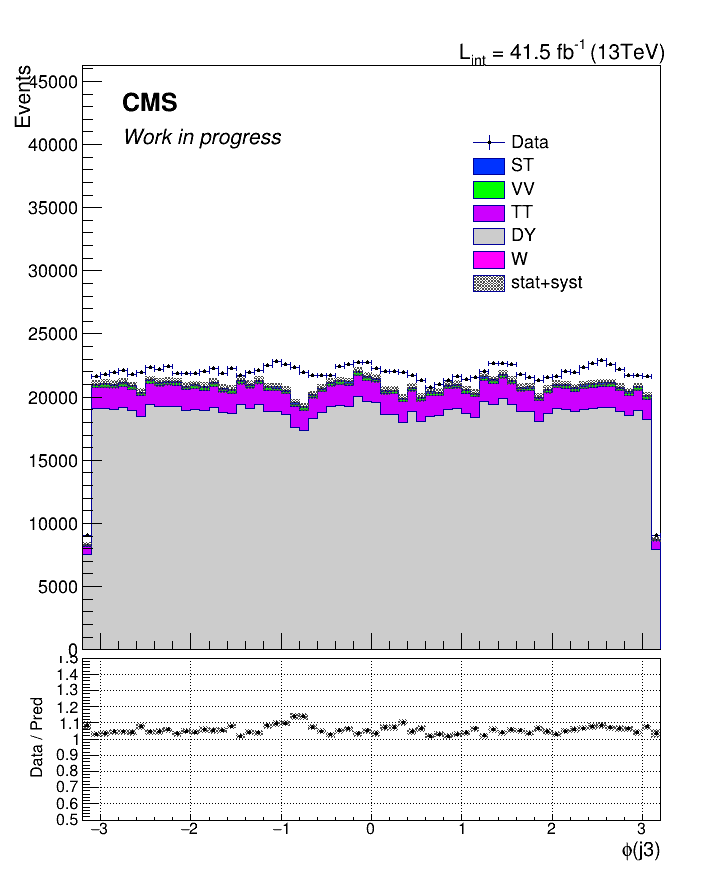 L_int = 41.5 fb^-1 (13TeV)
Events
45000
CMS
Work in progress
40000
Data
ST
VV
35000
TT
DY
W
30000
stat+syst
25000
20000
15000
10000
5000
0
1.5
1.4
1.3
1.2
1.1
1
0.9
0.8
0.7
0.6
0.5
Data / Pred
−3 −2 −1 0 1 2 3
ϕ(j3)